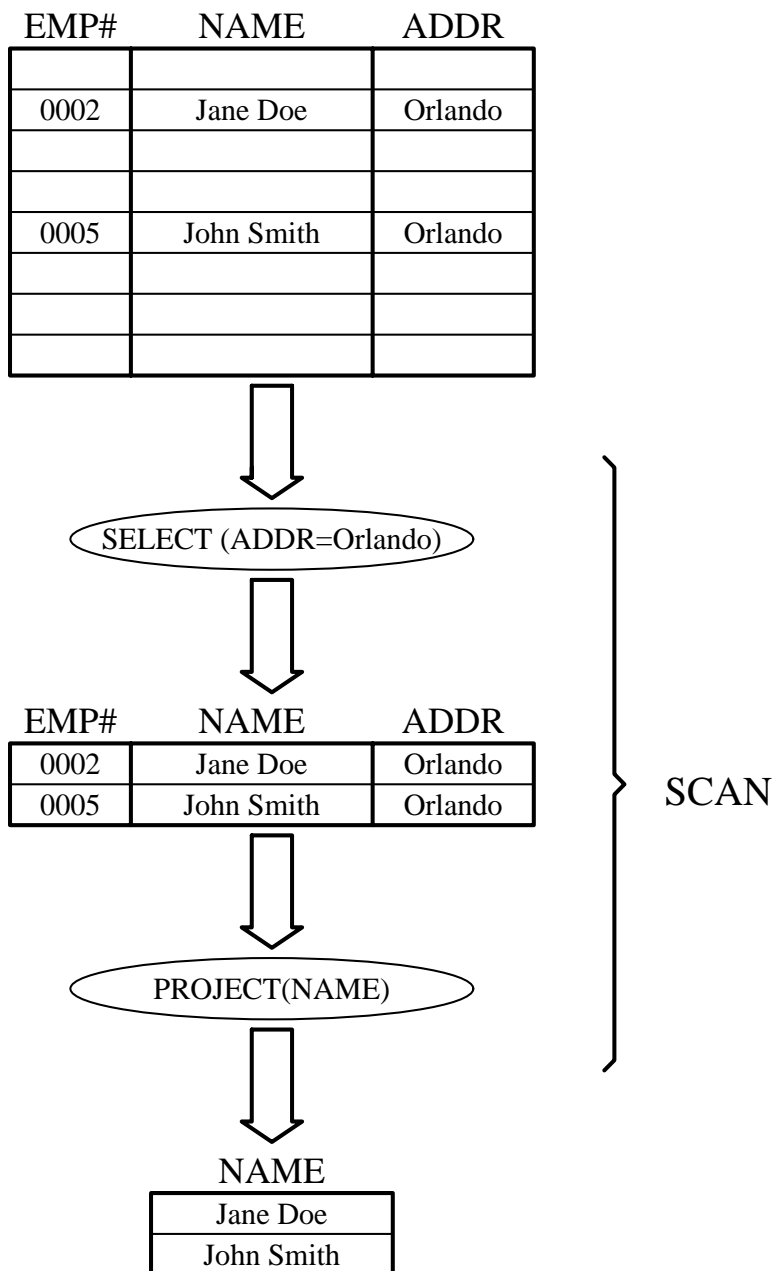 EMP# NAME ADDR
0002 Jane Doe Orlando
0005 John Smith Orlando
SELECT (ADDR=Orlando)
EMP# NAME ADDR
0002 Jane Doe Orlando
0005 John Smith Orlando
SCAN
PROJECT(NAME)
NAME
Jane Doe
John Smith